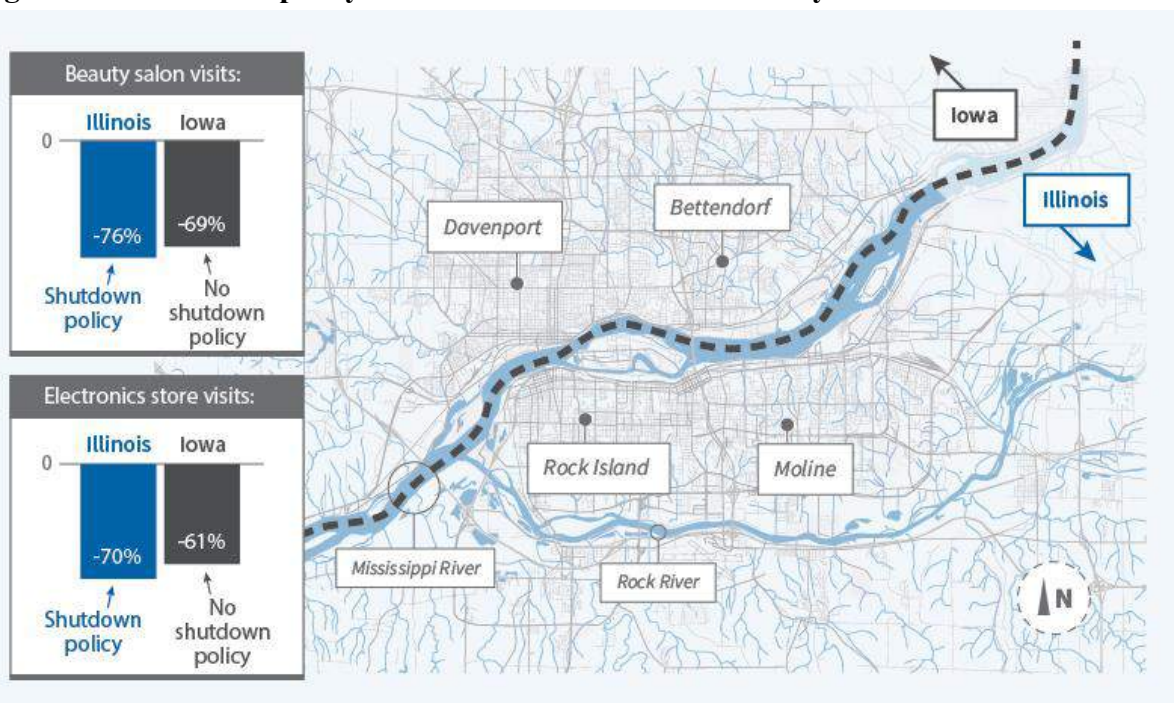 Beauty salon visits:
Illinois Iowa
0
-76% -69%
Shutdown
policy
No
shutdown
policy
Electronics store visits:
Illinois Iowa
0
-70% -61%
Shutdown
policy
No
shutdown
policy
Iowa
Illinois
Bettendorf
Davenport
Rock Island
Moline
Mississippi River
Rock River
N